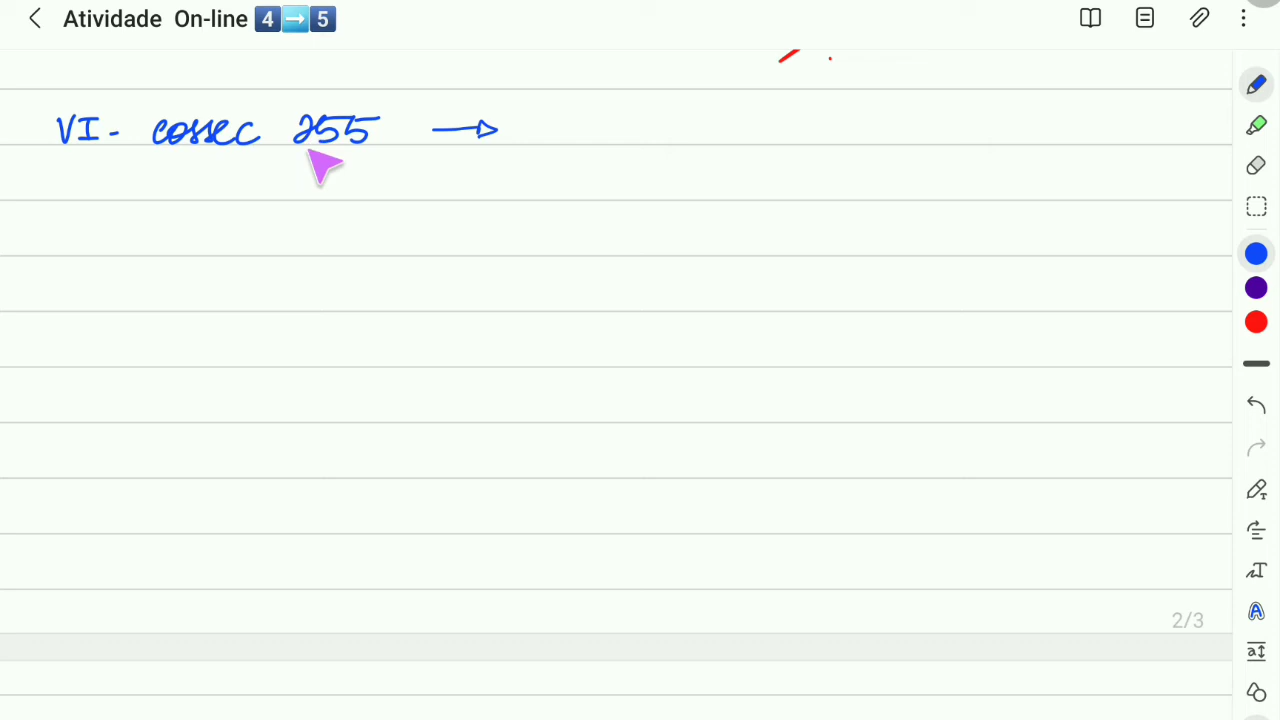 Atividade On-line 4➡5
VI- cossec 255 →
2/3